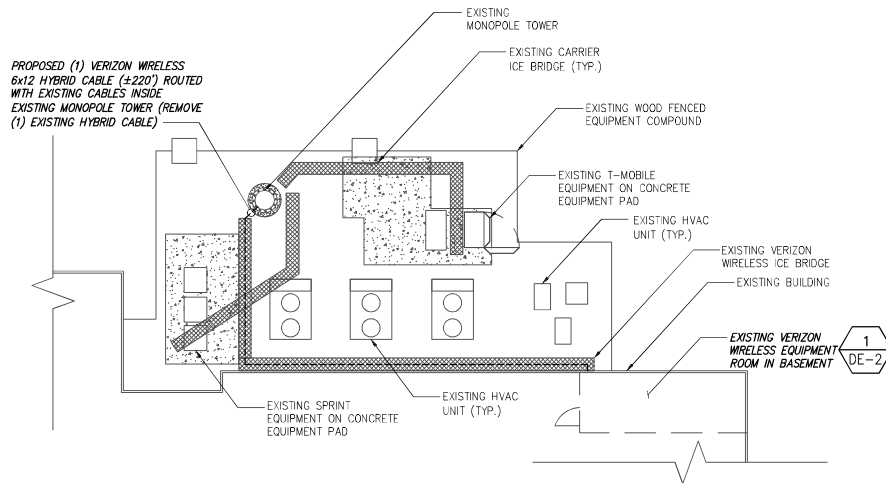 EXISTING
MONOPOLE TOWER
EXISTING CARRIER
ICE BRIDGE (TYP.)
PROPOSED (1) VERIZON WIRELESS
6x12 HYBRID CABLE (±220') ROUTED
WITH EXISTING CABLES INSIDE
EXISTING MONOPOLE TOWER (REMOVE
(1) EXISTING HYBRID CABLE)
EXISTING WOOD FENCED
EQUIPMENT COMPOUND
EXISTING T-MOBILE
EQUIPMENT ON CONCRETE
EQUIPMENT PAD
EXISTING HVAC
UNIT (TYP.)
EXISTING VERIZON
WIRELESS ICE BRIDGE
EXISTING BUILDING
EXISTING VERIZON
WIRELESS EQUIPMENT
ROOM IN BASEMENT
1
DE-2
EXISTING SPRINT
EQUIPMENT ON CONCRETE
EQUIPMENT PAD
EXISTING HVAC
UNIT (TYP.)